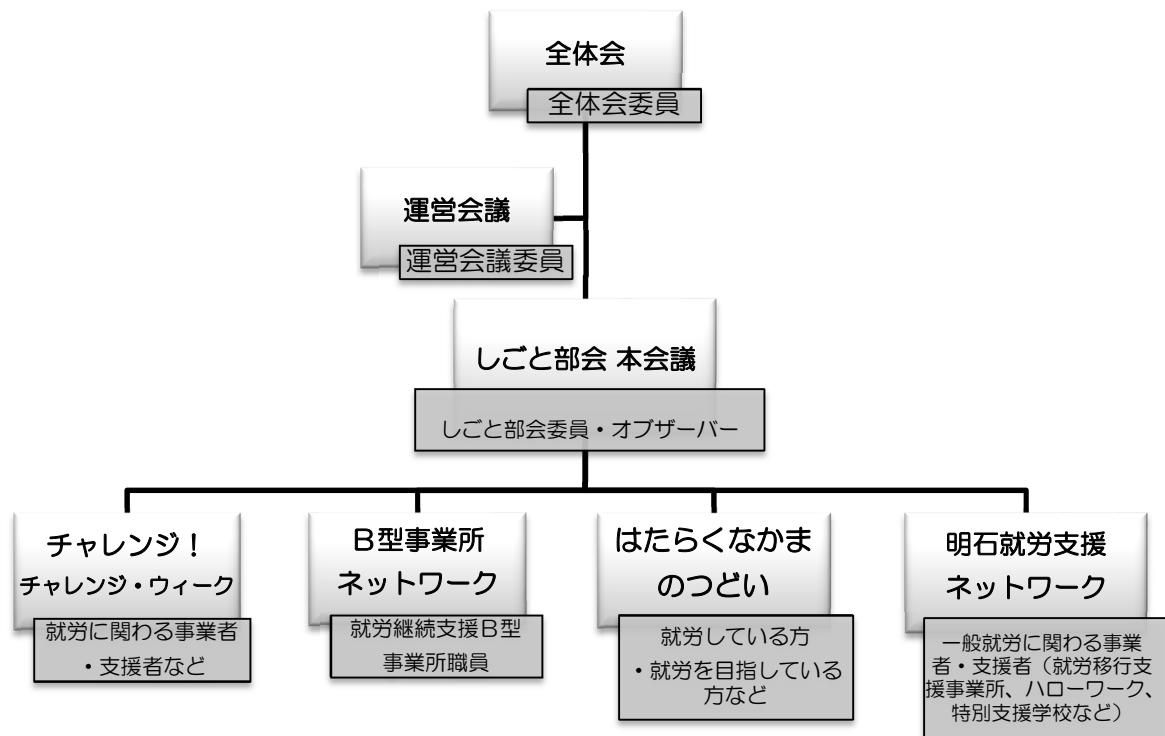 全体会
全体会委員
運営会議
運営会議委員
しごと部会 本会議
しごと部会委員・オブザーバー
チャレンジ！
チャレンジ・ウィーク
就労に関わる事業者
・支援者など
Ｂ型事業所
ネットワーク
就労継続支援Ｂ型
事業所職員
はたらくなかま
のつどい
就労している方
・就労を目指している
方など
明石就労支援
ネットワーク
一般就労に関わる事業
者・支援者（就労移行支
援事業所、ハローワーク、
特別支援学校など）